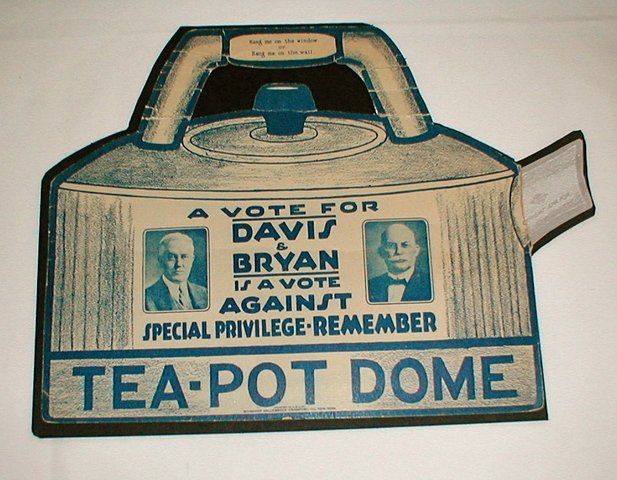 Hang me on the window
or
Hang me on the wall.
A VOTE FOR
DAVIS
&
BRYAN
IS A VOTE
AGAINST
SPECIAL PRIVILEGE-REMEMBER
TEA-POT DOME